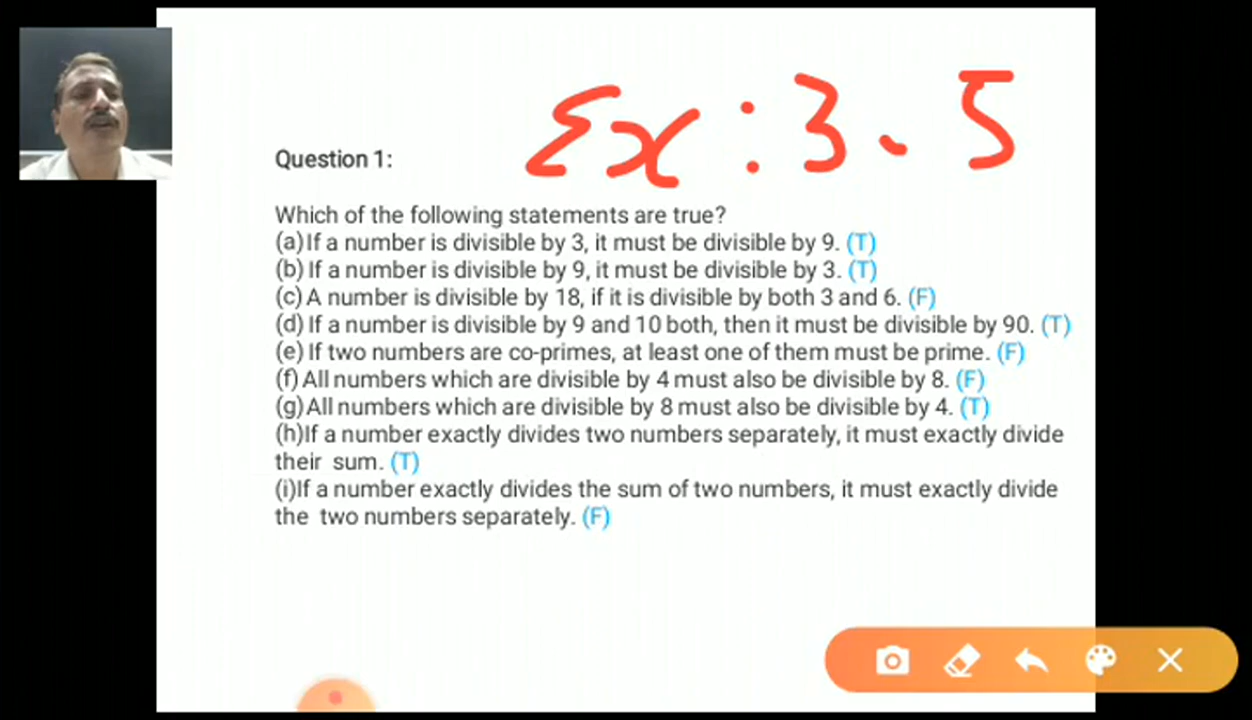 Ex : 3 . 5
Question 1:
Which of the following statements are true?
(a)If a number is divisible by 3, it must be divisible by 9. (T)
(b) If a number is divisible by 9, it must be divisible by 3. (T)
(c) A number is divisible by 18, if it is divisible by both 3 and 6. (F)
(d) If a number is divisible by 9 and 10 both, then it must be divisible by 90. (T)
(e) If two numbers are co-primes, at least one of them must be prime. (F)
(f) All numbers which are divisible by 4 must also be divisible by 8. (F)
(g)All numbers which are divisible by 8 must also be divisible by 4. (T)
(h)If a number exactly divides two numbers separately, it must exactly divide
their sum. (T)
(i)If a number exactly divides the sum of two numbers, it must exactly divide
the two numbers separately. (F)